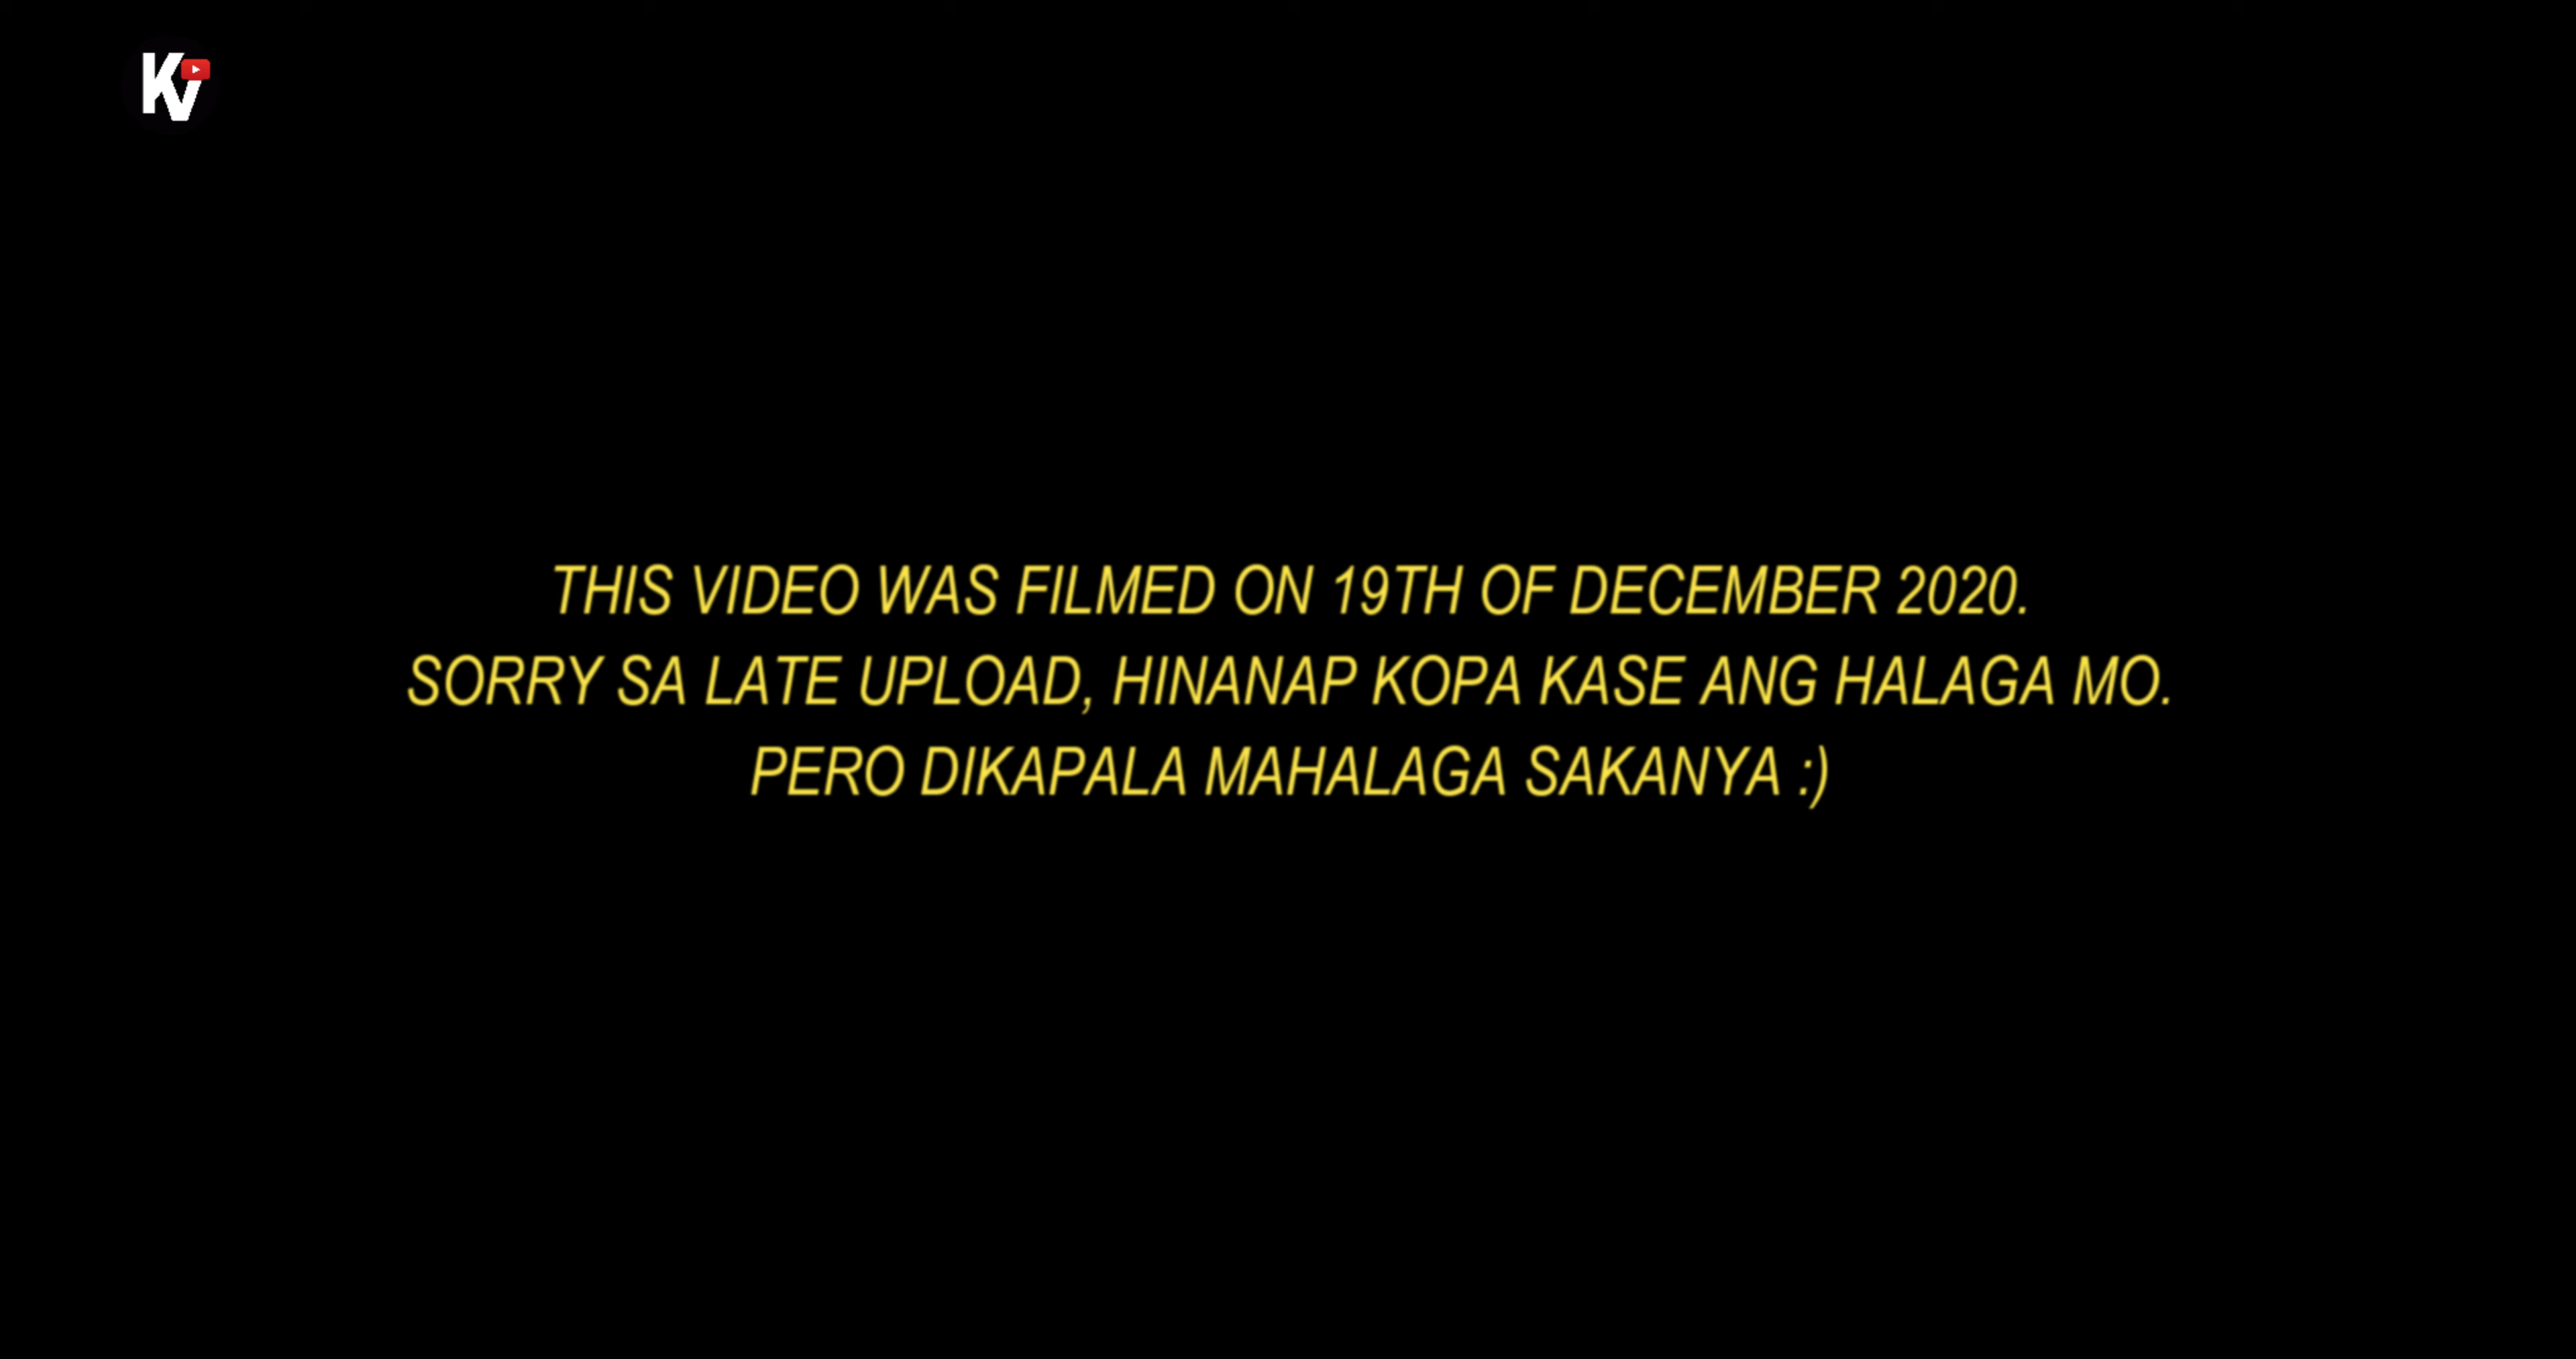 KV
THIS VIDEO WAS FILMED ON 19TH OF DECEMBER 2020.
SORRY SA LATE UPLOAD, HINANAP KOPA KASE ANG HALAGA MO.
PERO DIKAPALA MAHALAGA SAKANYA :)